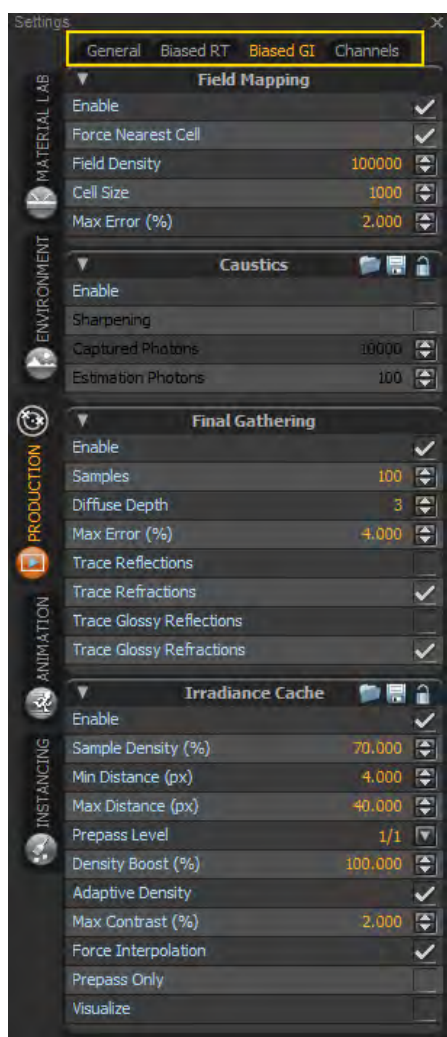 Settings
General Biased RT Biased GI Channels
MATERIAL LAB
ENVIRONMENT
PRODUCTION
ANIMATION
INSTANCING
Field Mapping
Enable
Force Nearest Cell
Field Density 100000
Cell Size 1000
Max Error (%) 2.000
Caustics
Enable
Sharpening
Captured Photons 10000
Estimation Photons 100
Final Gathering
Enable
Samples 100
Diffuse Depth 3
Max Error (%) 4.000
Trace Reflections
Trace Refractions
Trace Glossy Reflections
Trace Glossy Refractions
Irradiance Cache
Enable
Sample Density (%) 70.000
Min Distance (px) 4.000
Max Distance (px) 40.000
Prepass Level 1/1
Density Boost (%) 100.000
Adaptive Density
Max Contrast (%) 2.000
Force Interpolation
Prepass Only
Visualize